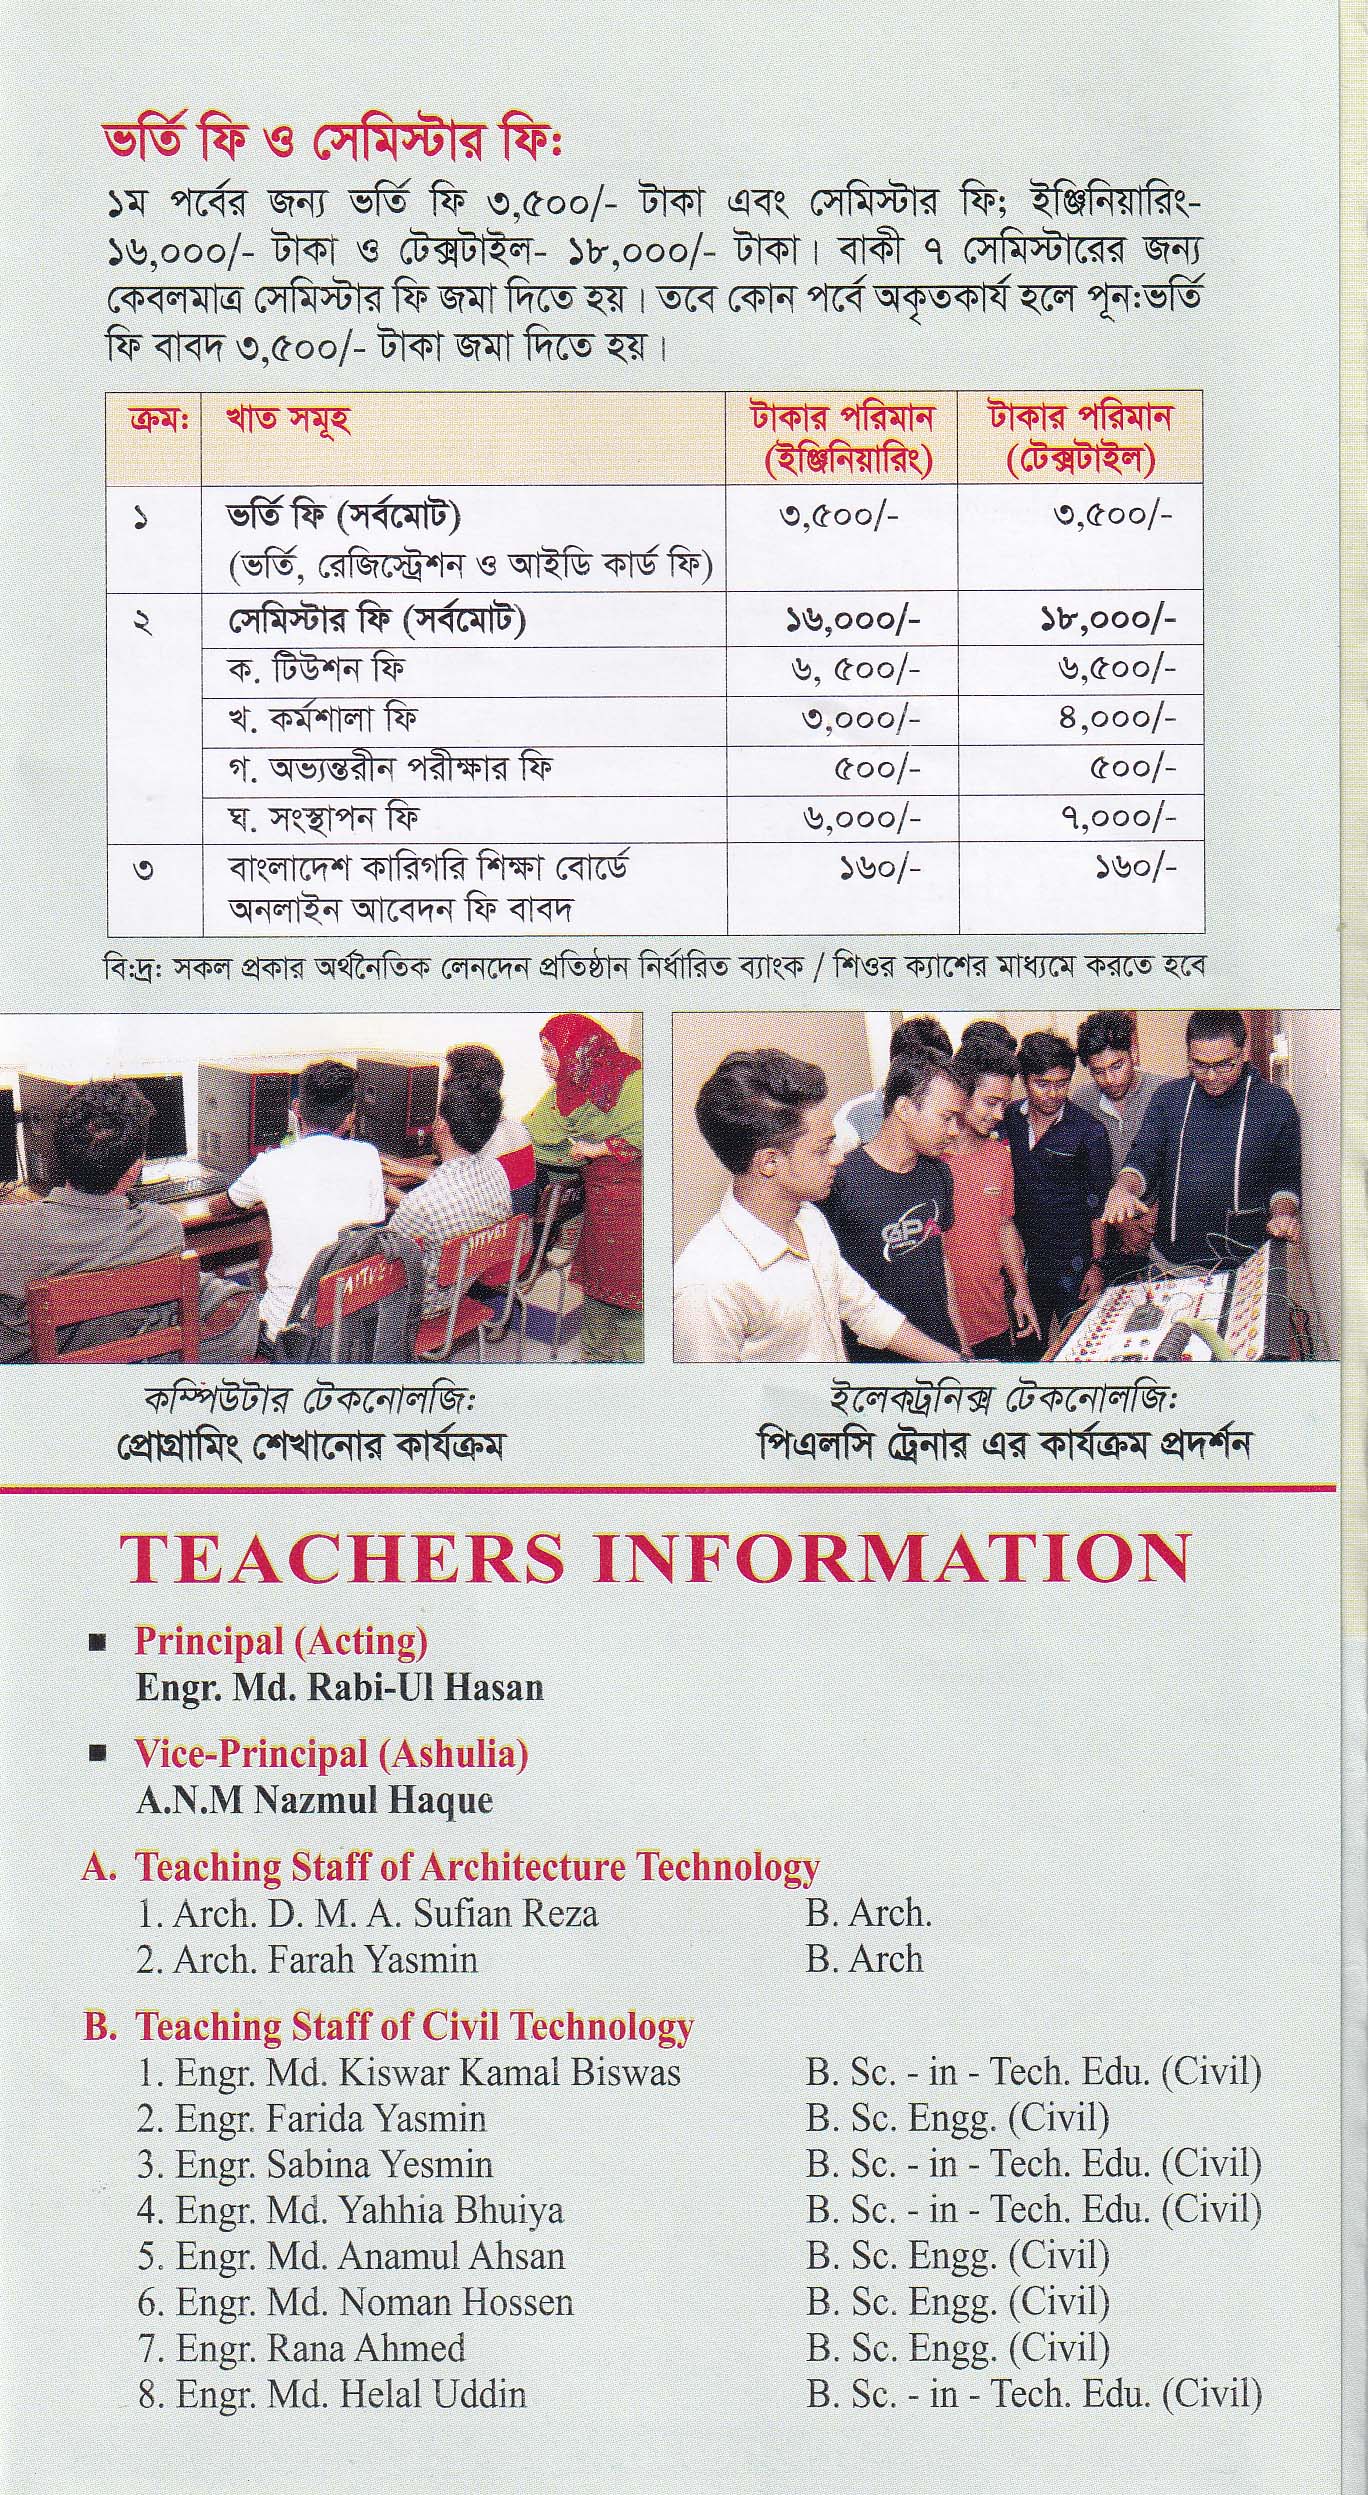 ভর্তি ফি ও সেমিস্টার ফি:
১ম পর্বের জন্য ভর্তি ফি ৩,৫০০/- টাকা এবং সেমিস্টার ফি; ইঞ্জিনিয়ারিং-
১৬,০০০/- টাকা ও টেক্সটাইল- ১৮,০০০/- টাকা। বাকী ৭ সেমিস্টারের জন্য
কেবলমাত্র সেমিস্টার ফি জমা দিতে হয়। তবে কোন পর্বে অকৃতকার্য হলে পূন:ভর্তি
ফি বাবদ ৩,৫০০/- টাকা জমা দিতে হয়।
ক্রম: খাত সমূহ টাকার পরিমান টাকার পরিমান
(ইঞ্জিনিয়ারিং) (টেক্সটাইল)
১ ভর্তি ফি (সর্বমোট) ৩,৫০০/- ৩,৫০০/-
(ভর্তি, রেজিস্ট্রেশন ও আইডি কার্ড ফি)
২ সেমিস্টার ফি (সর্বমোট) ১৬,০০০/- ১৮,০০০/-
ক. টিউশন ফি ৬, ৫০০/- ৬,৫০০/-
খ. কর্মশালা ফি ৩,০০০/- ৪,০০০/-
গ. অভ্যন্তরীন পরীক্ষার ফি ৫০০/- ৫০০/-
ঘ. সংস্থাপন ফি ৬,০০০/- ৭,০০০/-
৩ বাংলাদেশ কারিগরি শিক্ষা বোর্ডে ১৬০/- ১৬০/-
অনলাইন আবেদন ফি বাবদ
বি:দ্র: সকল প্রকার অর্থনৈতিক লেনদেন প্রতিষ্ঠান নির্ধারিত ব্যাংক / শিওর ক্যাশের মাধ্যমে করতে হবে
AITVET
AITVET
GP
কম্পিউটার টেকনোলজি:
প্রোগ্রামিং শেখানোর কার্যক্রম
ইলেকট্রনিক্স টেকনোলজি:
পিএলসি ট্রেনার এর কার্যক্রম প্রদর্শন
TEACHERS INFORMATION
▪ Principal (Acting)
Engr. Md. Rabi-Ul Hasan
▪ Vice-Principal (Ashulia)
A.N.M Nazmul Haque
A. Teaching Staff of Architecture Technology
1. Arch. D. M. A. Sufian Reza B. Arch.
2. Arch. Farah Yasmin B. Arch
B. Teaching Staff of Civil Technology
1. Engr. Md. Kiswar Kamal Biswas B. Sc. - in - Tech. Edu. (Civil)
2. Engr. Farida Yasmin B. Sc. Engg. (Civil)
3. Engr. Sabina Yesmin B. Sc. - in - Tech. Edu. (Civil)
4. Engr. Md. Yahhia Bhuiya B. Sc. - in - Tech. Edu. (Civil)
5. Engr. Md. Anamul Ahsan B. Sc. Engg. (Civil)
6. Engr. Md. Noman Hossen B. Sc. Engg. (Civil)
7. Engr. Rana Ahmed B. Sc. Engg. (Civil)
8. Engr. Md. Helal Uddin B. Sc. - in - Tech. Edu. (Civil)